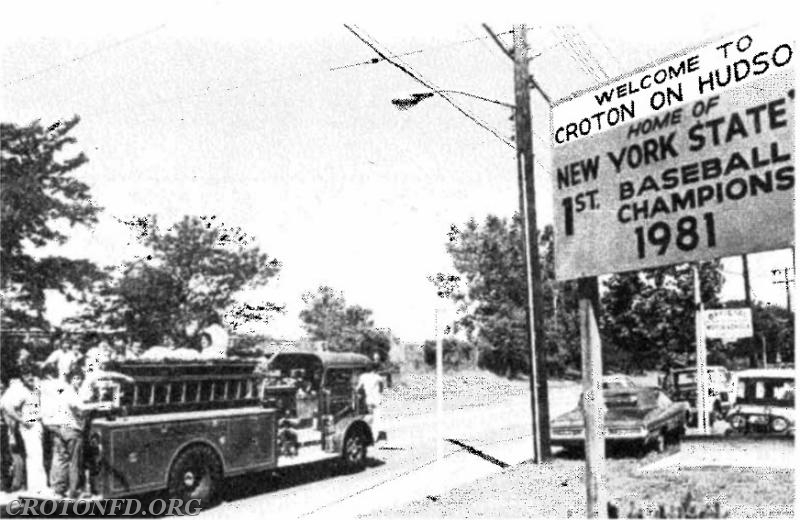 WELCOME TO
CROTON ON HUDSO
HOME OF
NEW YORK STATE'
1ST. BASEBALL
CHAMPIONS
1981
CROTONFD.ORG